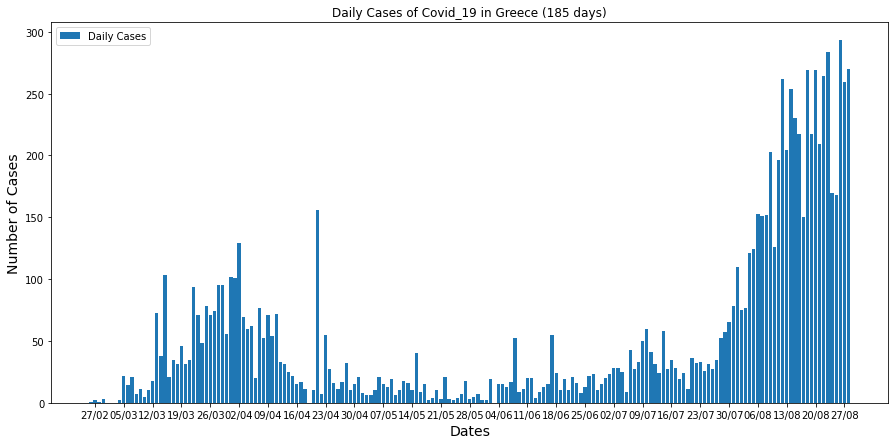 Daily Cases of Covid_19 in Greece (185 days)
Daily Cases
300
250
200
150
100
50
0
Number of Cases
27/02 05/03 12/03 19/03 26/03 02/04 09/04 16/04 23/04 30/04 07/05 14/05 21/05 28/05 04/06 11/06 18/06 25/06 02/07 09/07 16/07 23/07 30/07 06/08 13/08 20/08 27/08
Dates